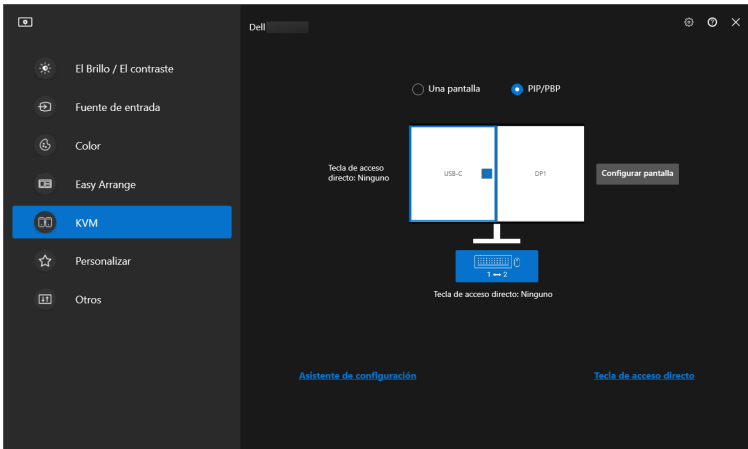 Dell
El Brillo / El contraste
Fuente de entrada
Color
Easy Arrange
KVM
Personalizar
Otros
Una pantalla
PIP/PBP
Tecla de acceso
directo: Ninguno
USB-C
DP1
Configurar pantalla
1 ↔ 2
Tecla de acceso directo: Ninguno
Asistente de configuración
Tecla de acceso directo